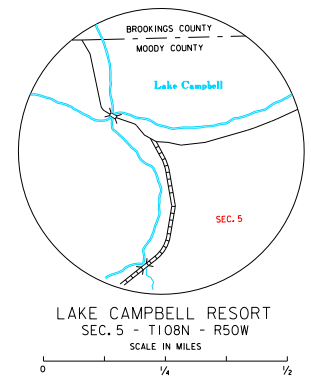 BROOKINGS COUNTY
MOODY COUNTY
Lake Campbell
SEC. 5
LAKE CAMPBELL RESORT
SEC. 5 - T108N - R50W
SCALE IN MILES
0 1/4 1/2